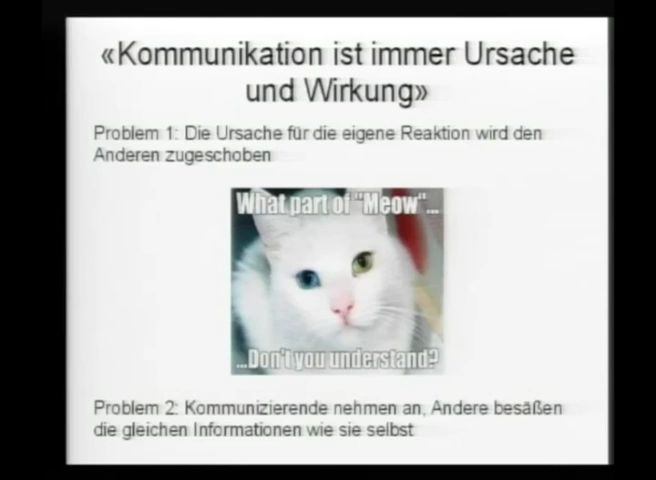 «Kommunikation ist immer Ursache
und Wirkung»
Problem 1: Die Ursache für die eigene Reaktion wird den
Anderen zugeschoben
What part of "Meow"...
...Don't you understand?
Problem 2: Kommunizierende nehmen an, Andere besäßen
die gleichen Informationen wie sie selbst